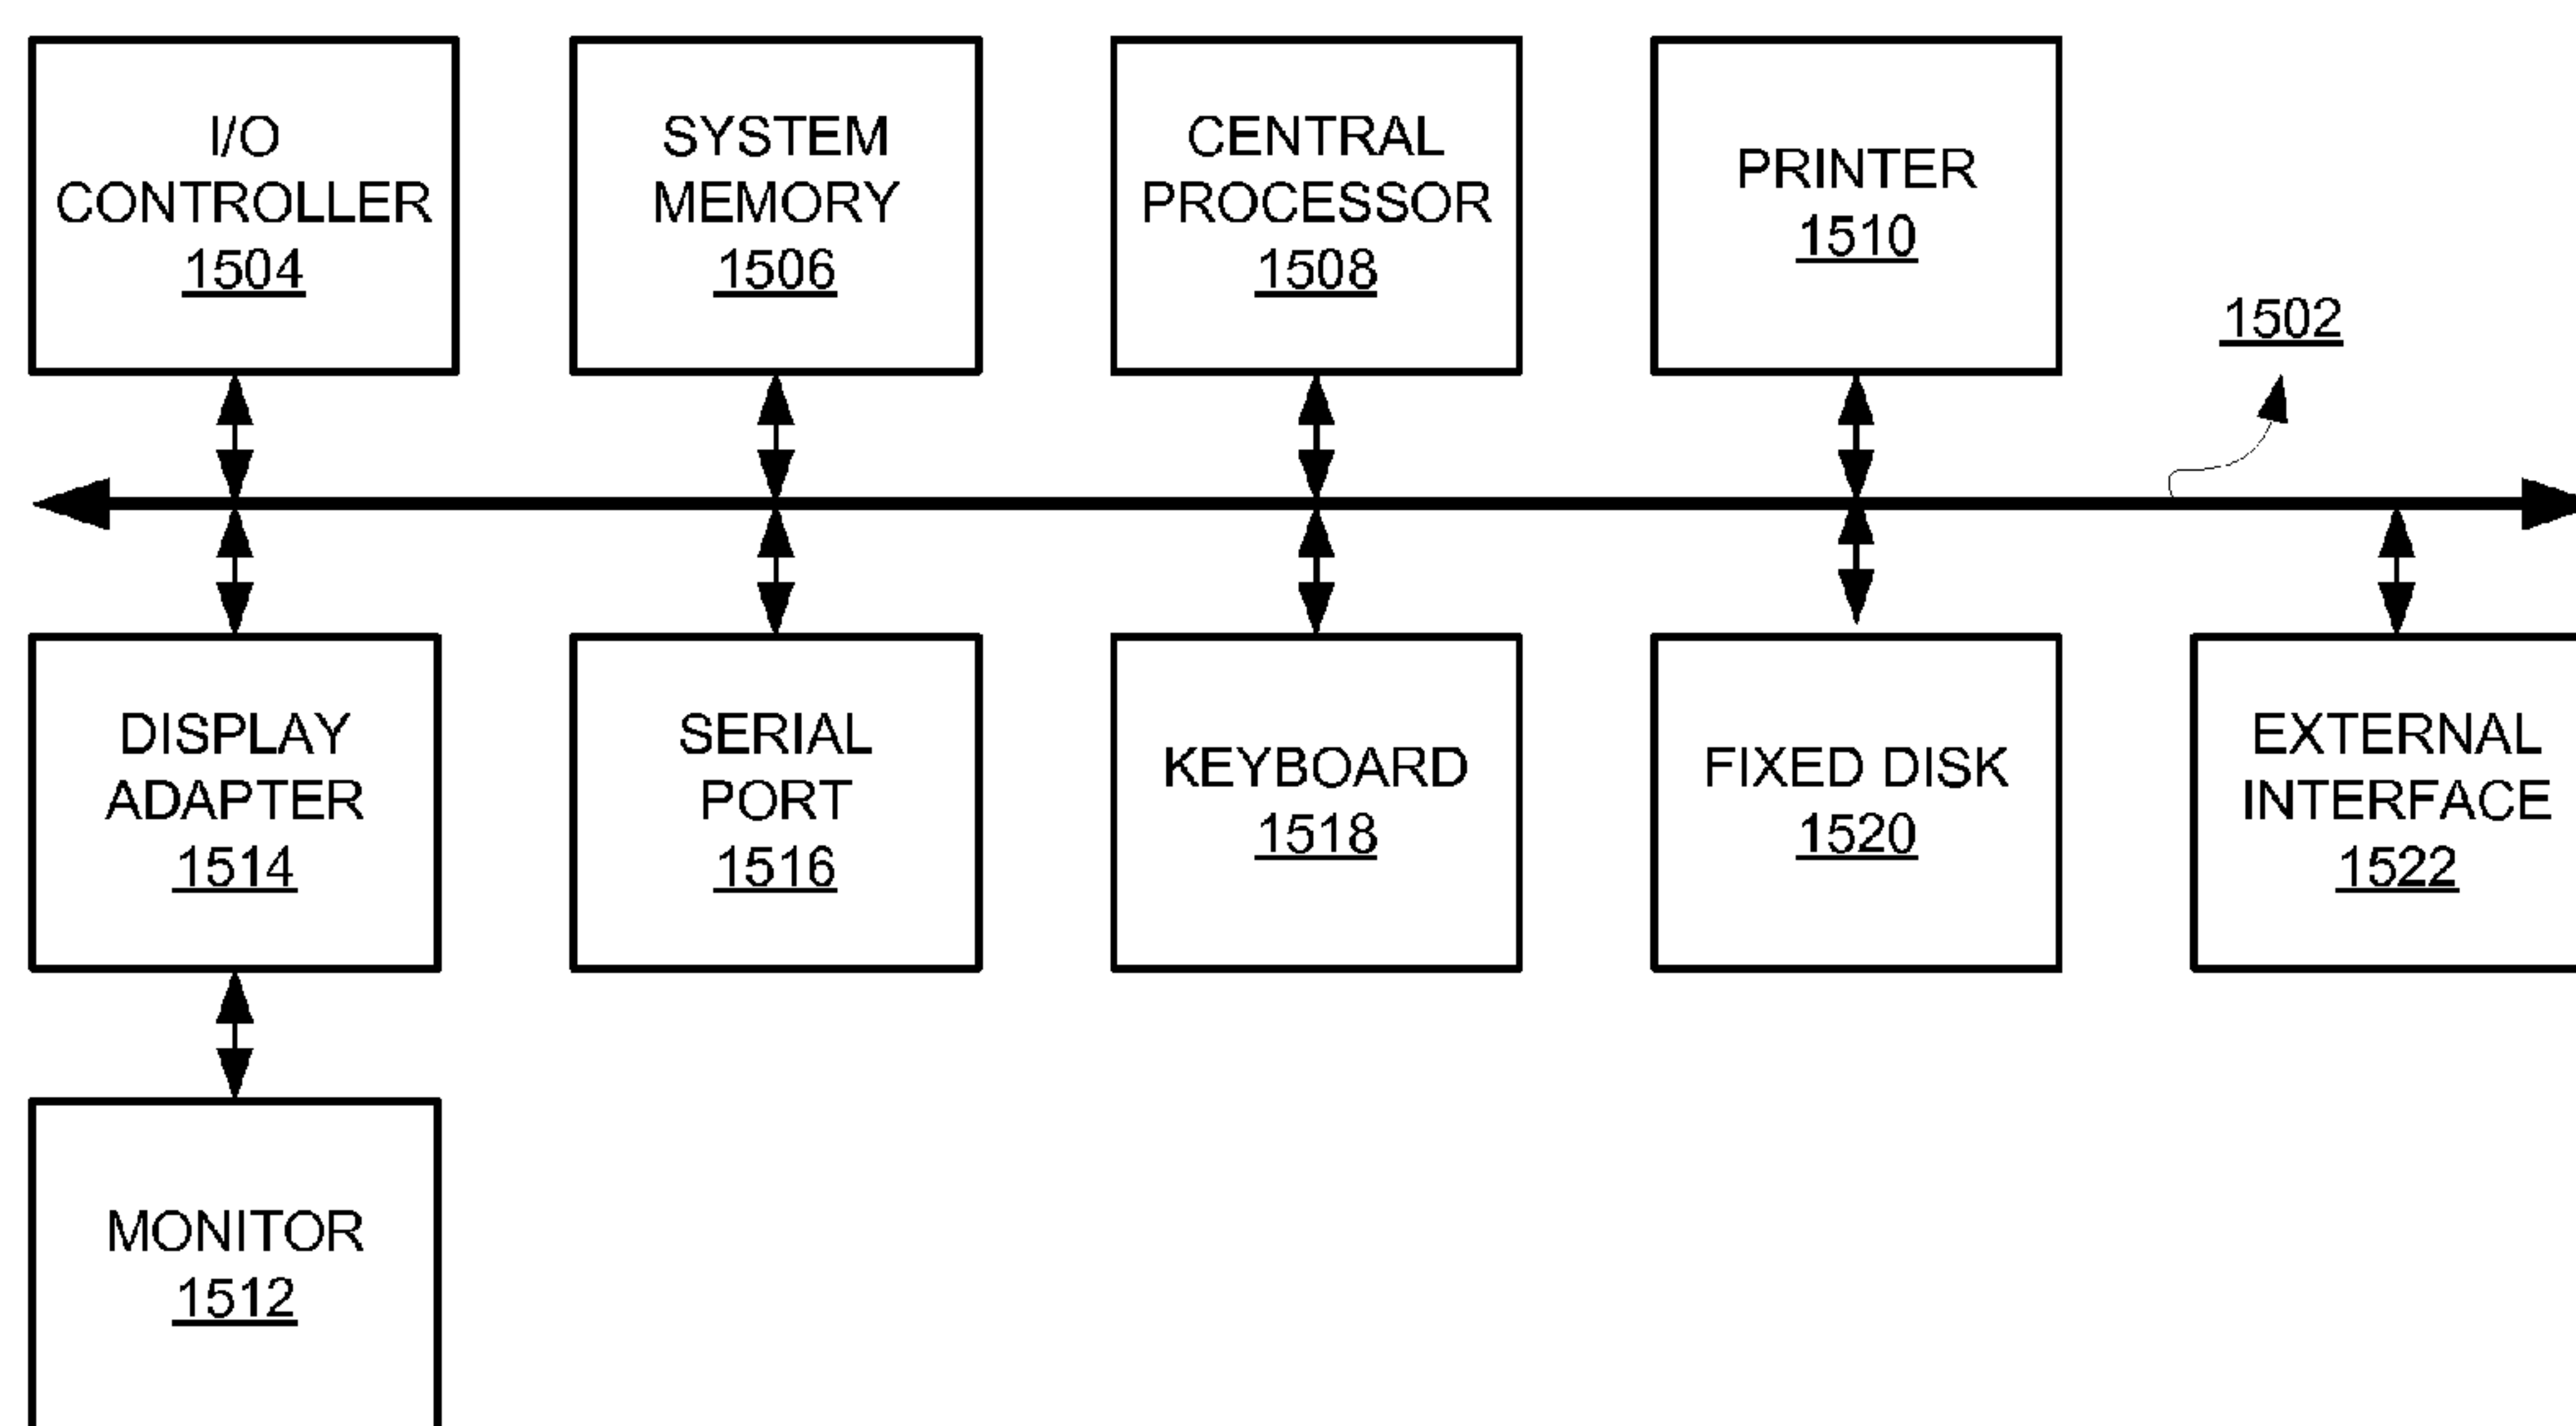 I/O
CONTROLLER
1504
SYSTEM
MEMORY
1506
CENTRAL
PROCESSOR
1508
PRINTER
1510
1502
DISPLAY
ADAPTER
1514
SERIAL
PORT
1516
KEYBOARD
1518
FIXED DISK
1520
EXTERNAL
INTERFACE
1522
MONITOR
1512